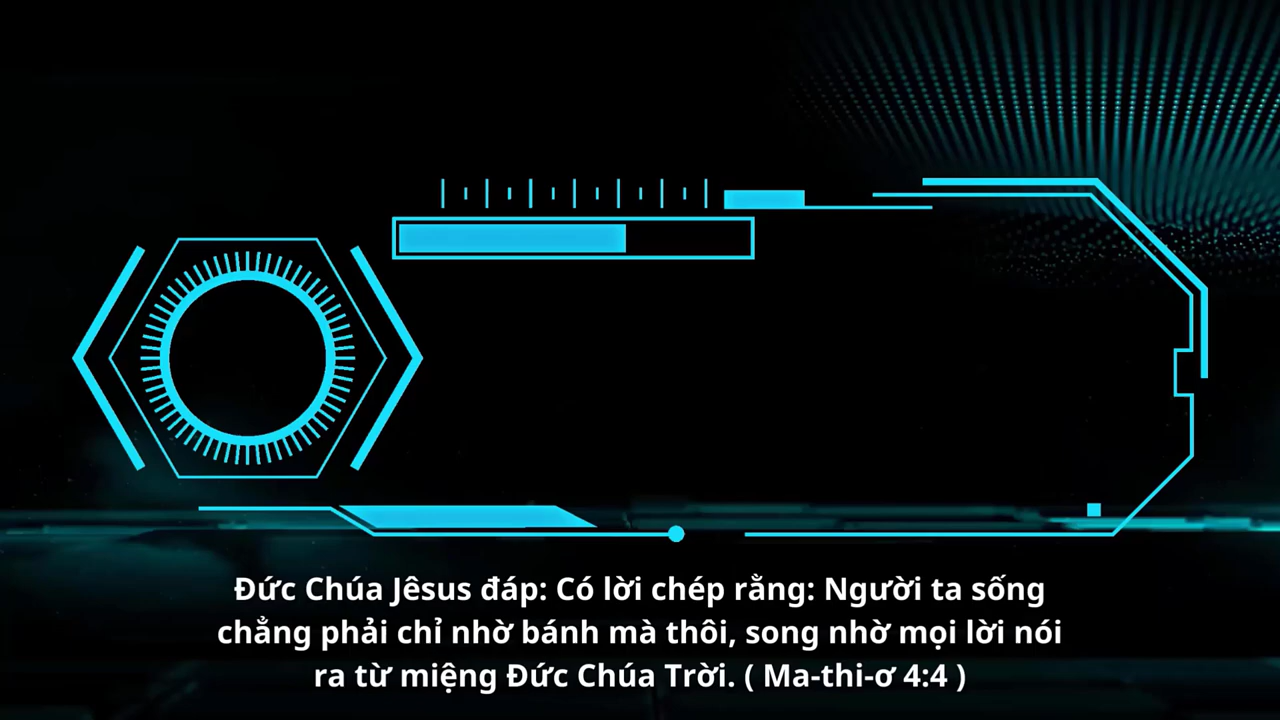 Đức Chúa Jêsus đáp: Có lời chép rằng: Người ta sống
chẳng phải chỉ nhờ bánh mà thôi, song nhờ mọi lời nói
ra từ miệng Đức Chúa Trời. ( Ma-thi-ơ 4:4 )